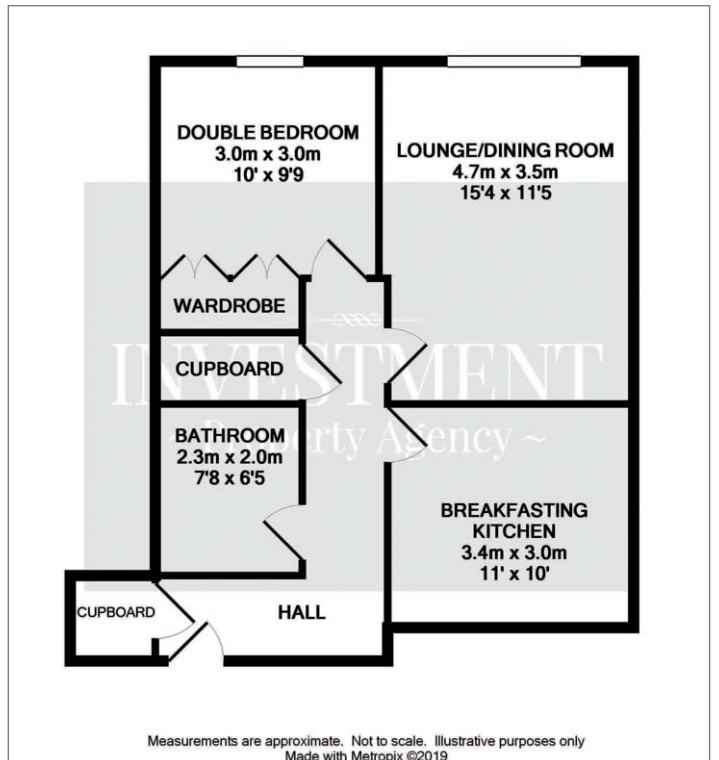 DOUBLE BEDROOM
3.0m x 3.0m
10' x 9'9
LOUNGE/DINING ROOM
4.7m x 3.5m
15'4 x 11'5
WARDROBE
CUPBOARD
INVESTMENT
~ Property Agency ~
BATHROOM
2.3m x 2.0m
7'8 x 6'5
BREAKFASTING
KITCHEN
3.4m x 3.0m
11' x 10'
CUPBOARD
HALL
Measurements are approximate. Not to scale. Illustrative purposes only
Made with Metropix ©2019